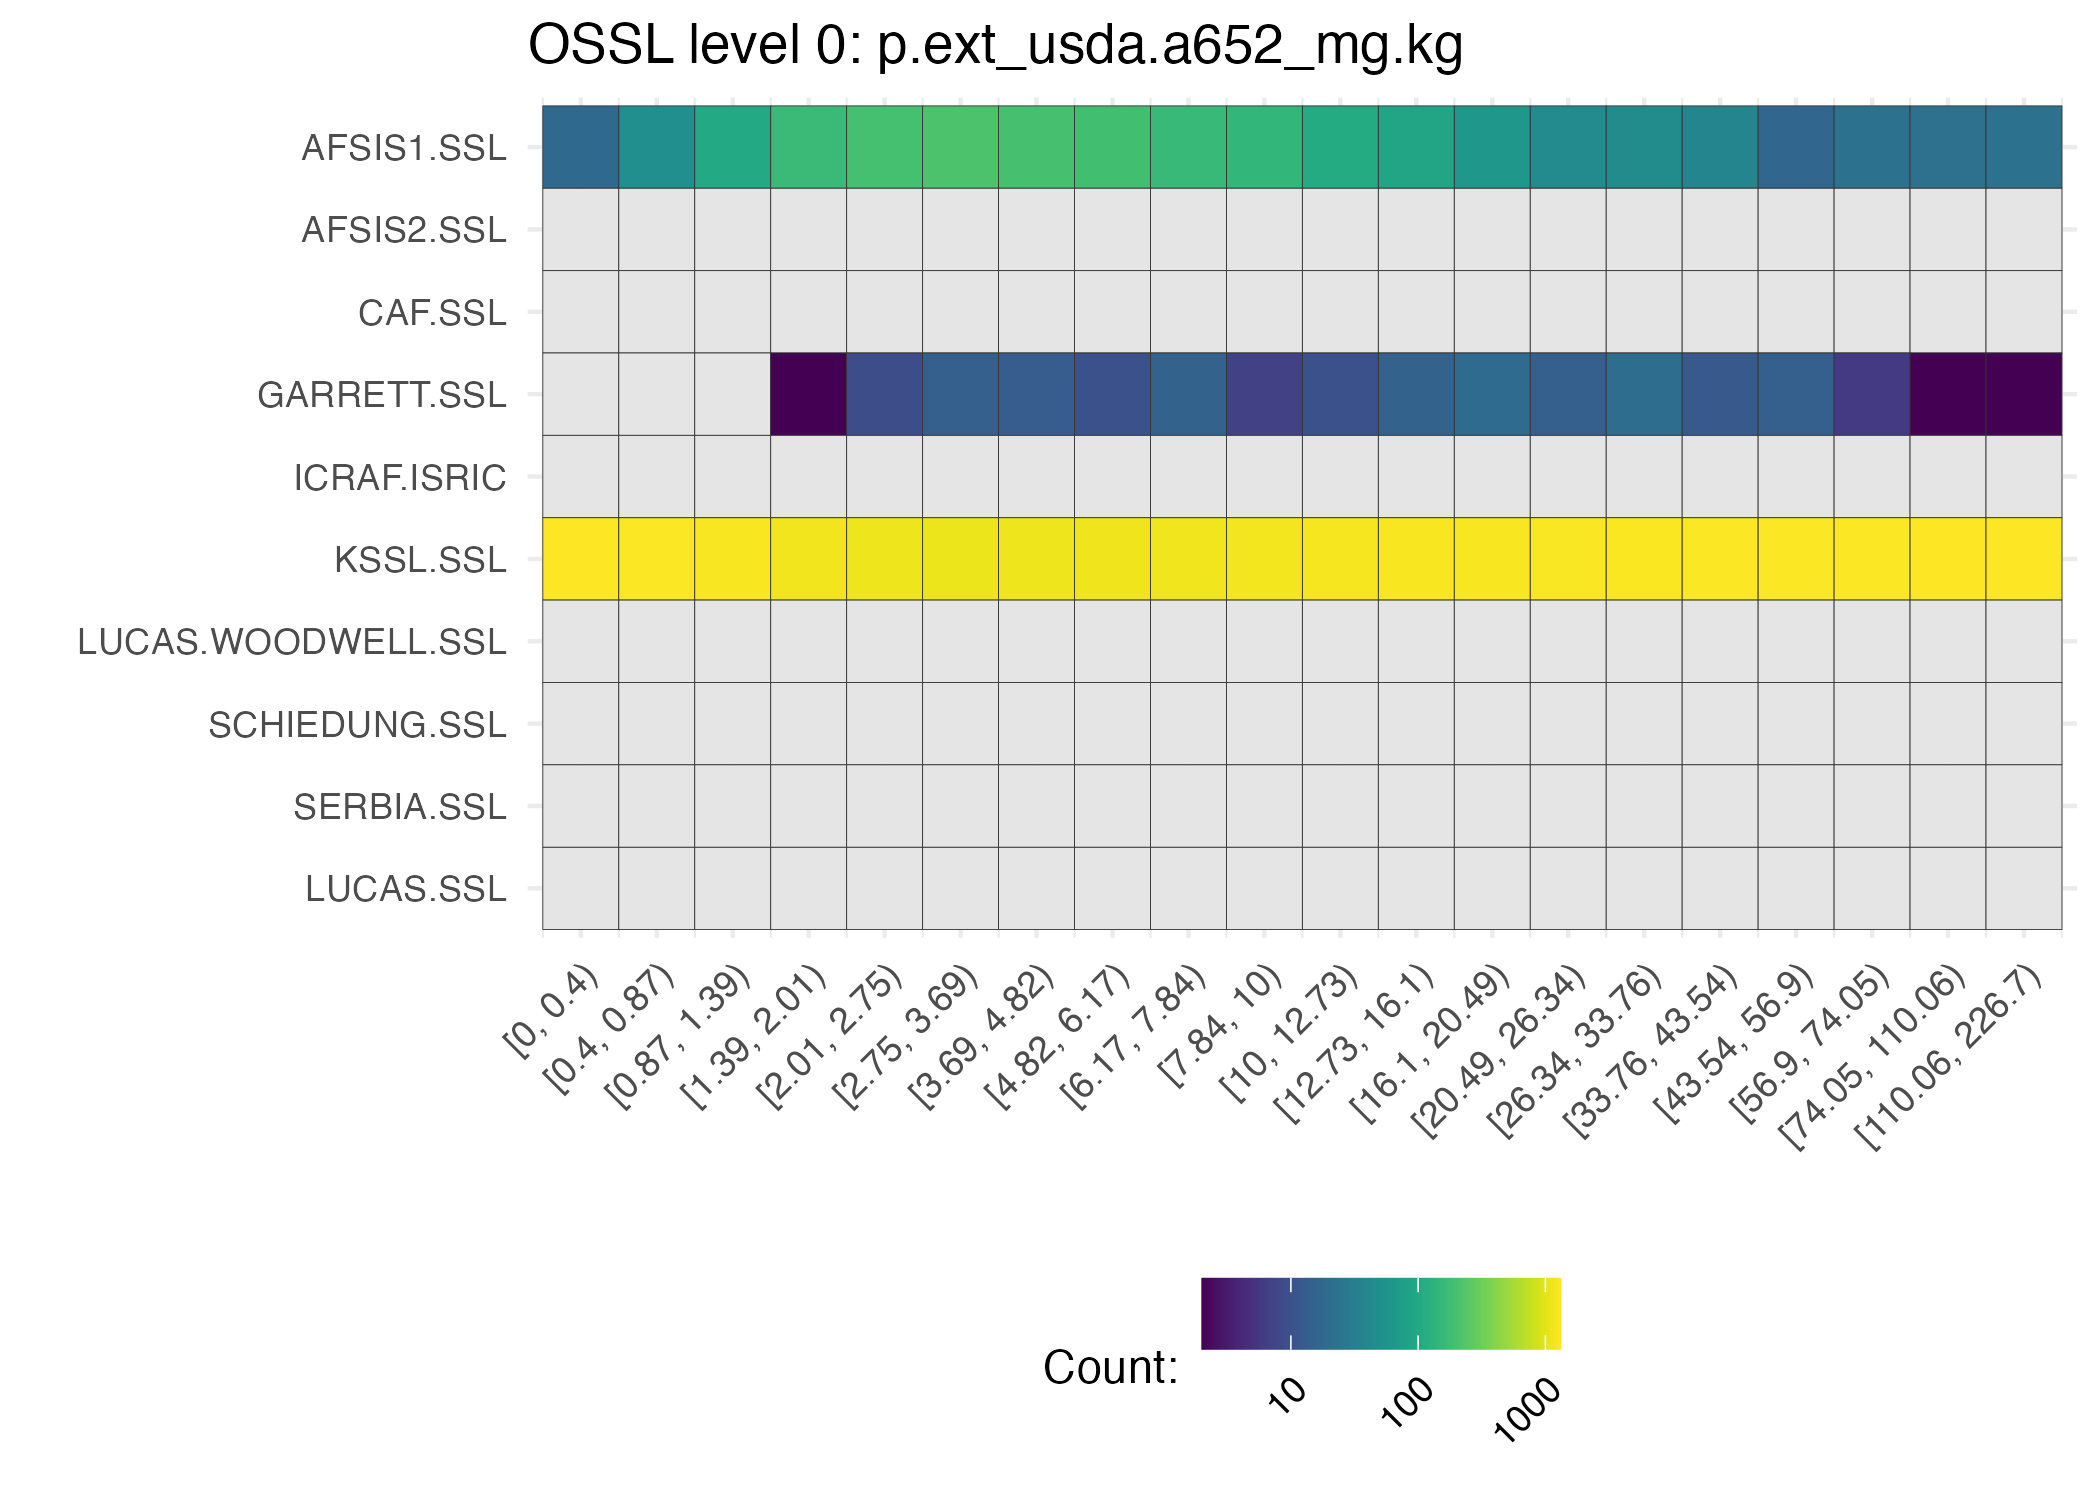 OSSL level 0: p.ext_usda.a652_mg.kg
AFSIS1.SSL
AFSIS2.SSL
CAF.SSL
GARRETT.SSL
ICRAF.ISRIC
KSSL.SSL
LUCAS.WOODWELL.SSL
SCHIEDUNG.SSL
SERBIA.SSL
LUCAS.SSL
[0, 0.4)
[0.4, 0.87)
[0.87, 1.39)
[1.39, 2.01)
[2.01, 2.75)
[2.75, 3.69)
[3.69, 4.82)
[4.82, 6.17)
[6.17, 7.84)
[7.84, 10)
[10, 12.73)
[12.73, 16.1)
[16.1, 20.49)
[20.49, 26.34)
[26.34, 33.76)
[33.76, 43.54)
[43.54, 56.9)
[56.9, 74.05)
[74.05, 110.06)
[110.06, 226.7)
Count:
10
100
1000